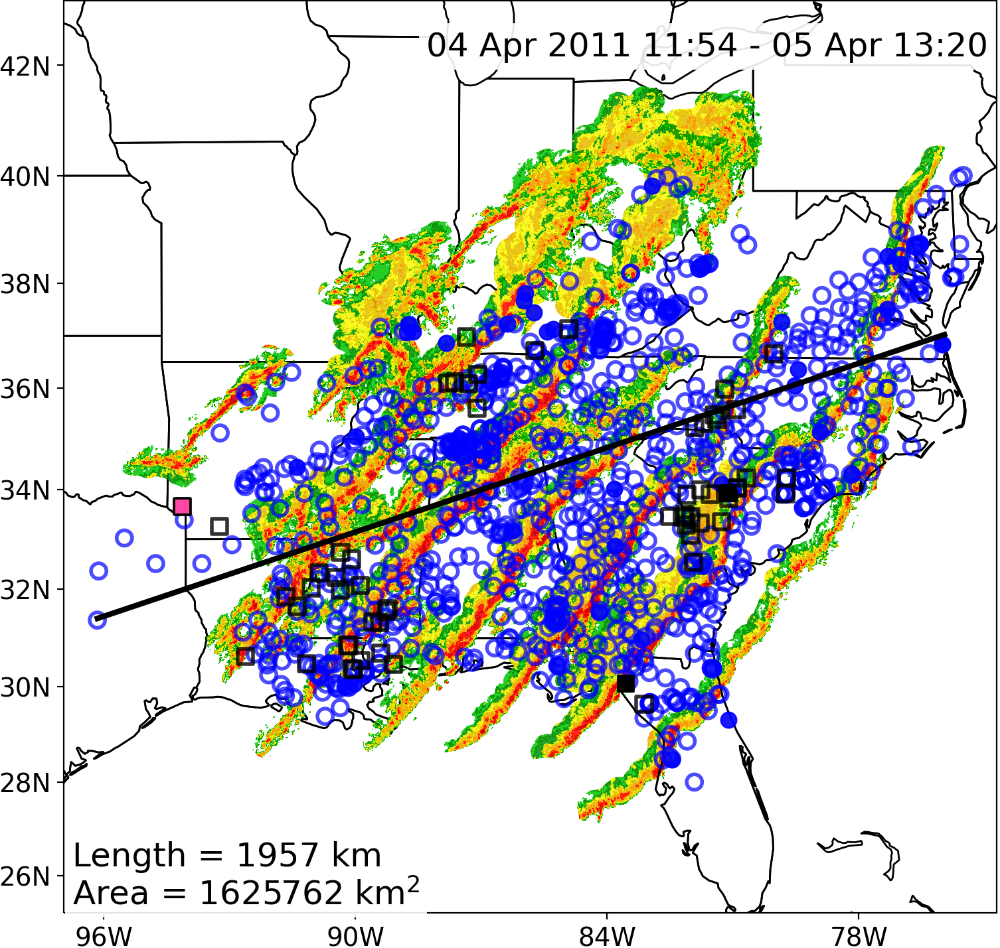 04 Apr 2011 11:54 - 05 Apr 13:20
42N
40N
38N
36N
34N
32N
30N
28N
26N
Length = 1957 km
Area = 1625762 km²
96W 90W 84W 78W